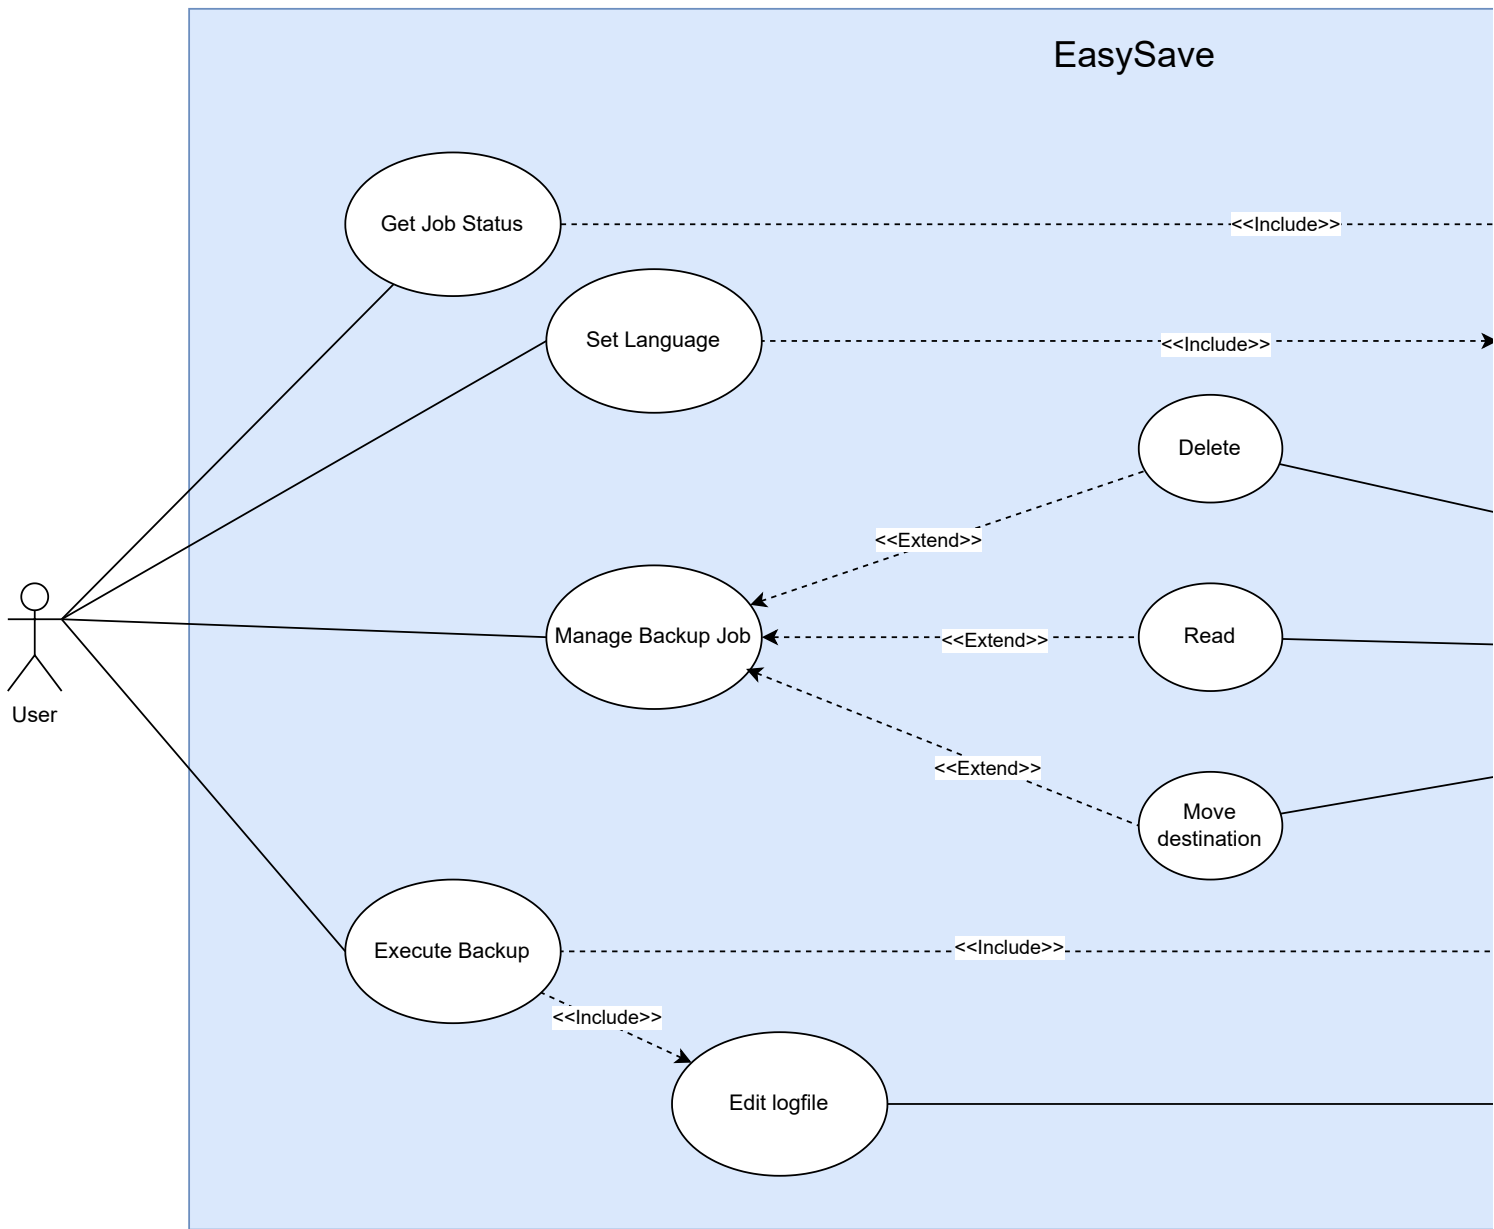 EasySave
Get Job Status
<<Include>>
Set Language
<<Include>>
Delete
<<Extend>>
Manage Backup Job
<<Extend>>
Read
User
<<Extend>>
Move
destination
Execute Backup
<<Include>>
<<Include>>
Edit logfile